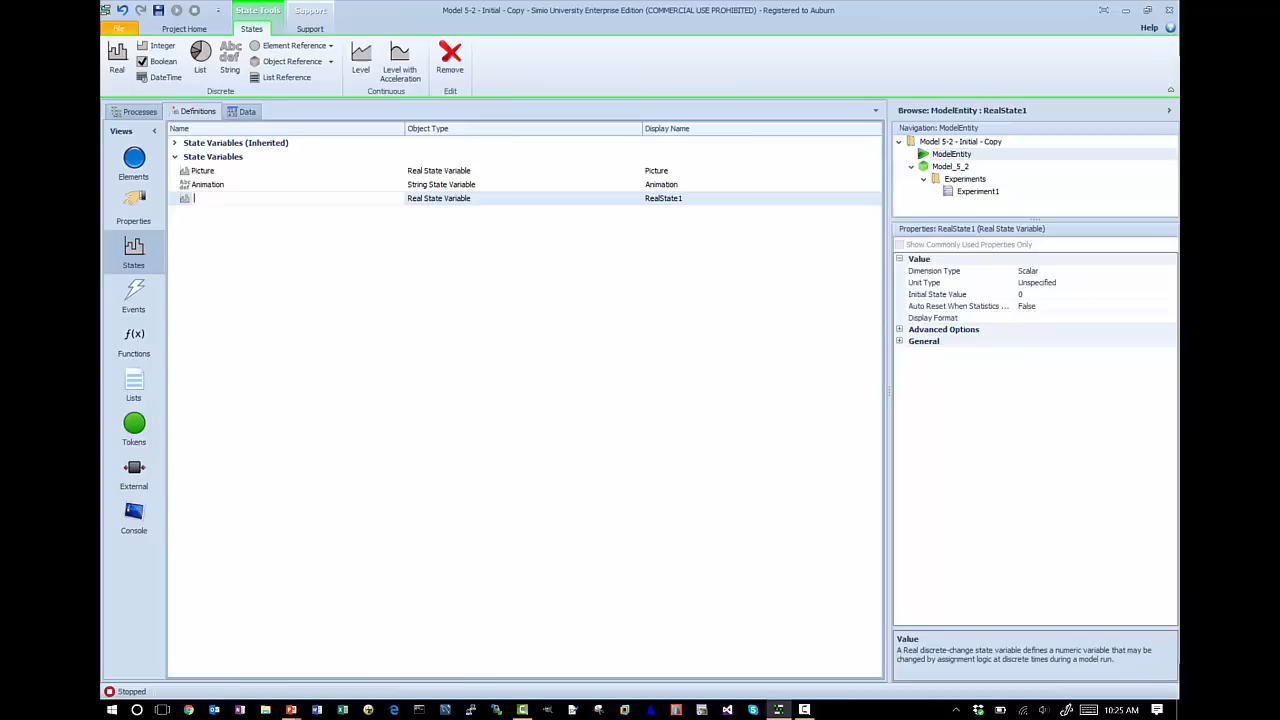 State Tools
Support
Model 5-2 - Initial - Copy - Simio University Enterprise Edition (COMMERCIAL USE PROHIBITED) - Registered to Auburn
File
Project Home
States
Support
Help
Real
Integer
Boolean
DateTime
List
Abc
def
String
Element Reference
Object Reference
List Reference
Level
Level with
Acceleration
Remove
Discrete
Continuous
Edit
Processes
Definitions
Data
Browse: ModelEntity : RealState1
Views
Elements
Properties
States
Events
f(x)
Functions
Lists
Tokens
External
Console
Name
Object Type
Display Name
State Variables (Inherited)
State Variables
Picture
Real State Variable
Picture
Animation
String State Variable
Animation
Real State Variable
RealState1
Navigation: ModelEntity
Model 5-2 - Initial - Copy
ModelEntity
Model_5_2
Experiments
Experiment1
Properties: RealState1 (Real State Variable)
Show Commonly Used Properties Only
Value
Dimension Type
Scalar
Unit Type
Unspecified
Initial State Value
0
Auto Reset When Statistics ...
False
Display Format
Advanced Options
General
Value
A Real discrete-change state variable defines a numeric variable that may be
changed by assignment logic at discrete times during a model run.
Stopped
10:25 AM